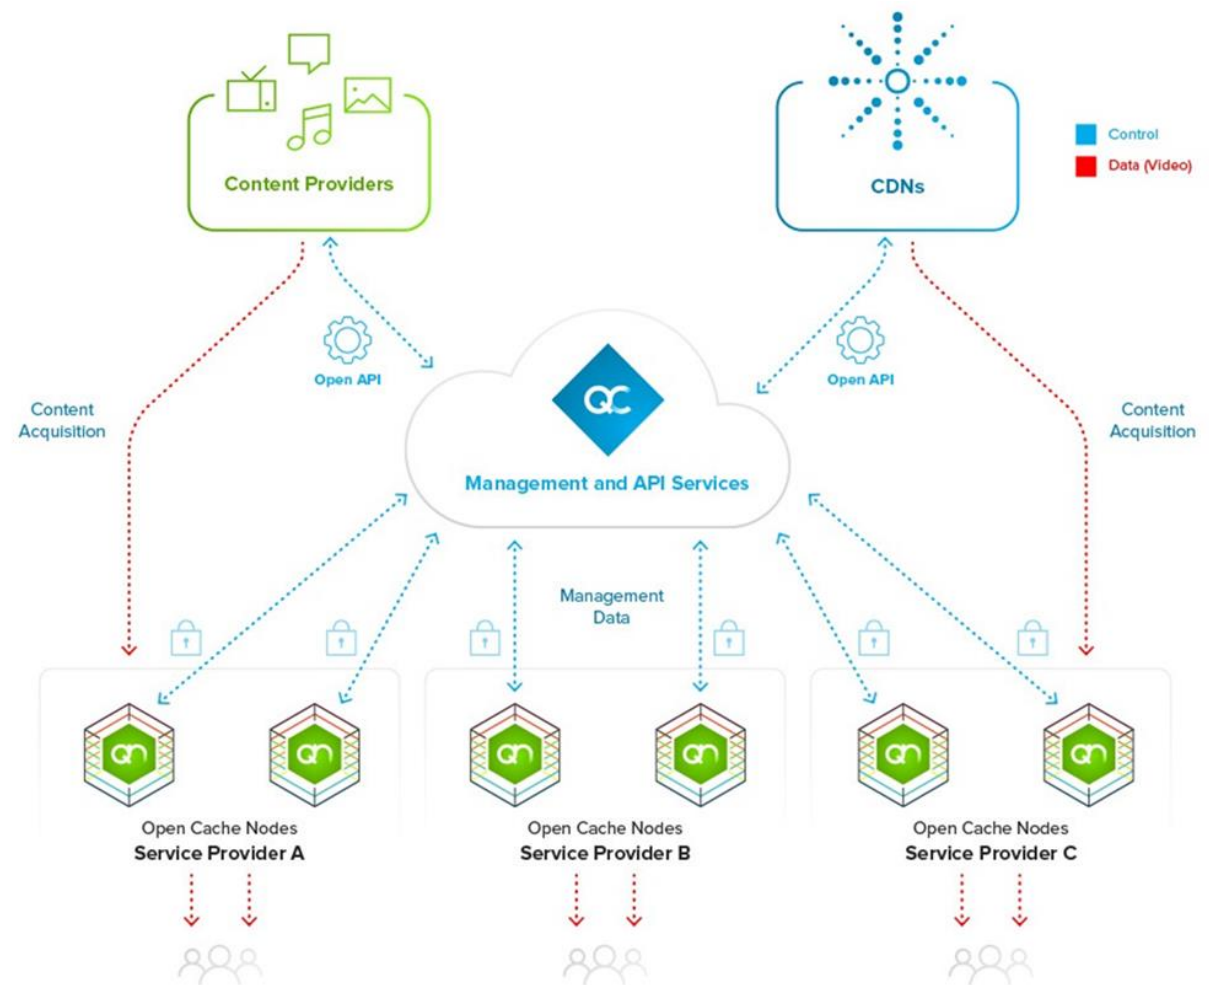 Content Providers
CDNs
Control
Data (Video)
Open API
Open API
Content
Acquisition
Content
Acquisition
QC
Management and API Services
Management
Data
qn
qn
qn
qn
qn
qn
Open Cache Nodes
Service Provider A
Open Cache Nodes
Service Provider B
Open Cache Nodes
Service Provider C